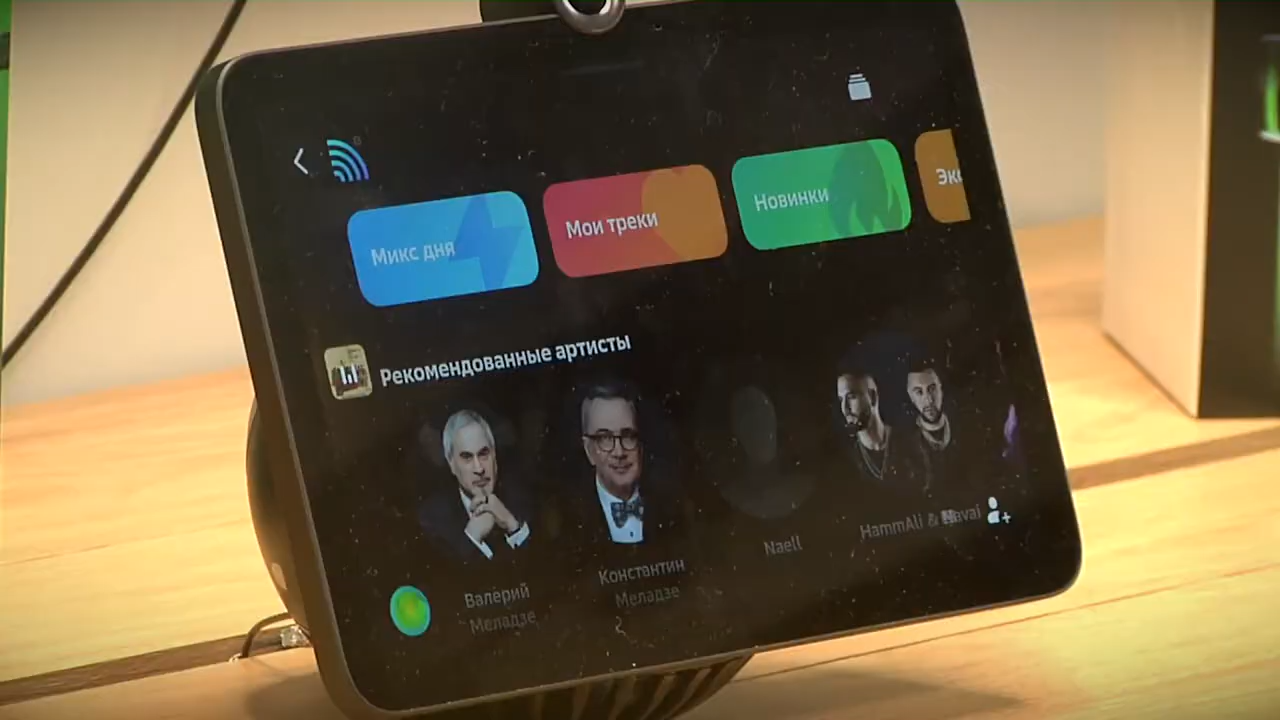 Микс дня
Мои треки
Новинки
Рекомендованные артисты
Валерий
Меладзе
Константин
Меладзе
Naell
HammAli & Navai